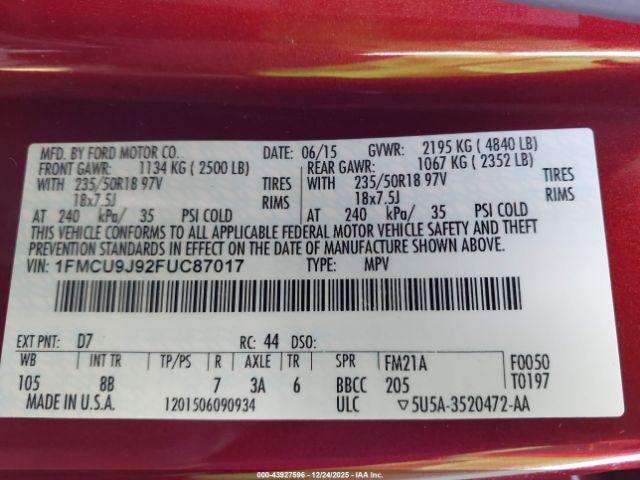 MFD. BY FORD MOTOR CO. DATE: 06/15 GVWR: 2195 KG ( 4840 LB)
FRONT GAWR: 1134 KG ( 2500 LB) REAR GAWR: 1067 KG ( 2352 LB)
WITH 235/50R18 97V TIRES WITH 235/50R18 97V TIRES
18x7.5J RIMS 18x7.5J RIMS
AT 240 kPa/ 35 PSI COLD AT 240 kPa/ 35 PSI COLD
THIS VEHICLE CONFORMS TO ALL APPLICABLE FEDERAL MOTOR VEHICLE SAFETY AND THEFT
PREVENTION STANDARDS IN EFFECT ON THE DATE OF MANUFACTURE SHOWN ABOVE.
VIN: 1FMCU9J92FUC87017 TYPE: MPV
EXT PNT: D7 RC: 44 DSO:
WB INT TR TP/PS R AXLE TR SPR FM21A F0050
105 8B 7 3A 6 BBCC 205 T0197
MADE IN U.S.A. 1201506090934 ULC ▽5U5A-3520472-AA
000-43927596 - 12/24/2025 - IAA, Inc.